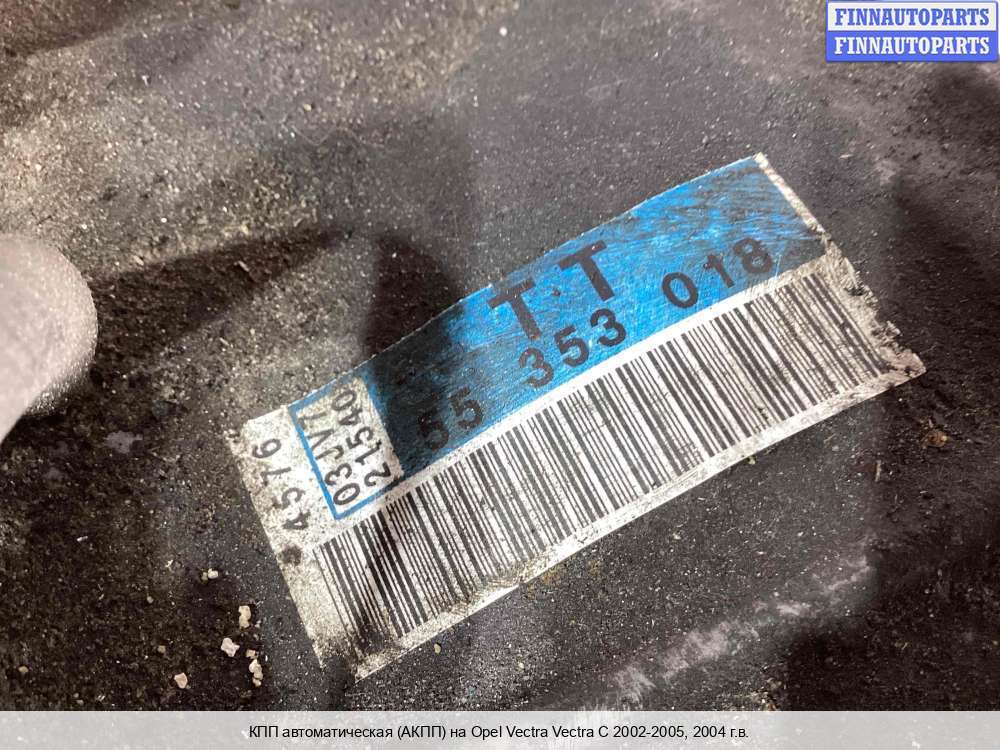 FINNAUTOPARTS
FINNAUTOPARTS
TT
55 353 018
4576
03JV7
21540
КПП автоматическая (АКПП) на Opel Vectra Vectra C 2002-2005, 2004 г.в.